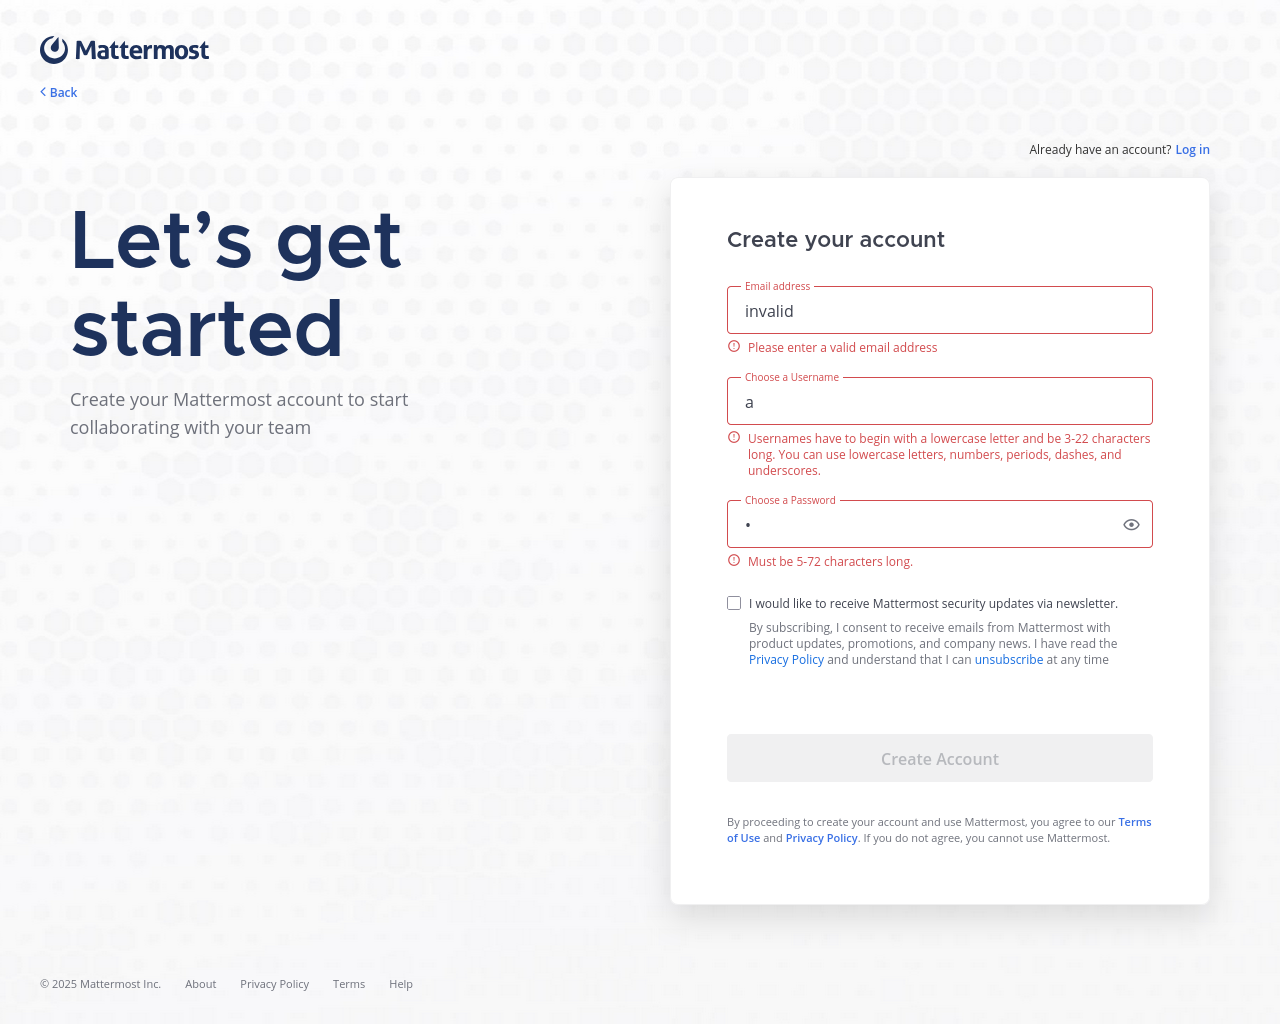 Mattermost
Back
Already have an account? Log in
Let’s get
started
Create your Mattermost account to start
collaborating with your team
Create your account
Email address
invalid
Please enter a valid email address
Choose a Username
a
Usernames have to begin with a lowercase letter and be 3-22 characters
long. You can use lowercase letters, numbers, periods, dashes, and
underscores.
Choose a Password
•
Must be 5-72 characters long.
I would like to receive Mattermost security updates via newsletter.
By subscribing, I consent to receive emails from Mattermost with
product updates, promotions, and company news. I have read the
Privacy Policy and understand that I can unsubscribe at any time
Create Account
By proceeding to create your account and use Mattermost, you agree to our Terms
of Use and Privacy Policy. If you do not agree, you cannot use Mattermost.
© 2025 Mattermost Inc. About Privacy Policy Terms Help